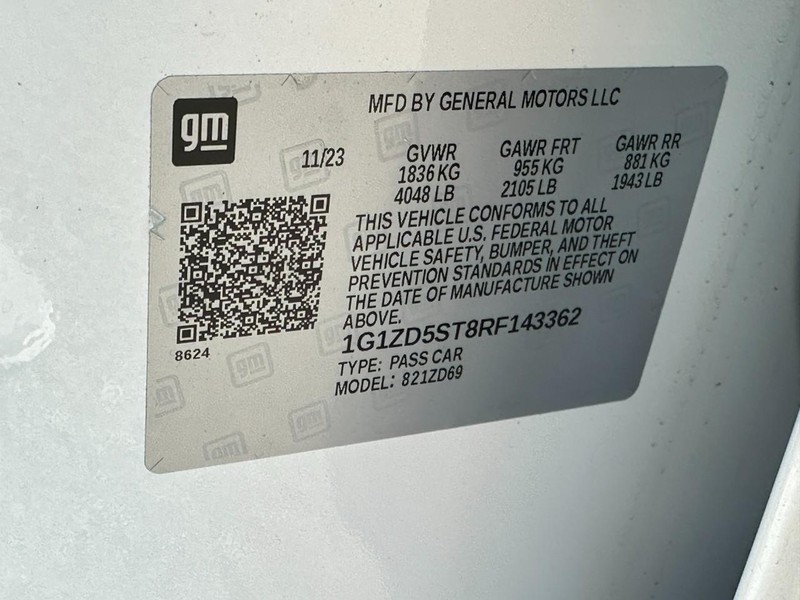 gm
MFD BY GENERAL MOTORS LLC
11/23
GVWR GAWR FRT GAWR RR
1836 KG 955 KG 881 KG
4048 LB 2105 LB 1943 LB
THIS VEHICLE CONFORMS TO ALL
APPLICABLE U.S. FEDERAL MOTOR
VEHICLE SAFETY, BUMPER, AND THEFT
PREVENTION STANDARDS IN EFFECT ON
THE DATE OF MANUFACTURE SHOWN
ABOVE.
1G1ZD5ST8RF143362
8624
TYPE: PASS CAR
MODEL: 821ZD69